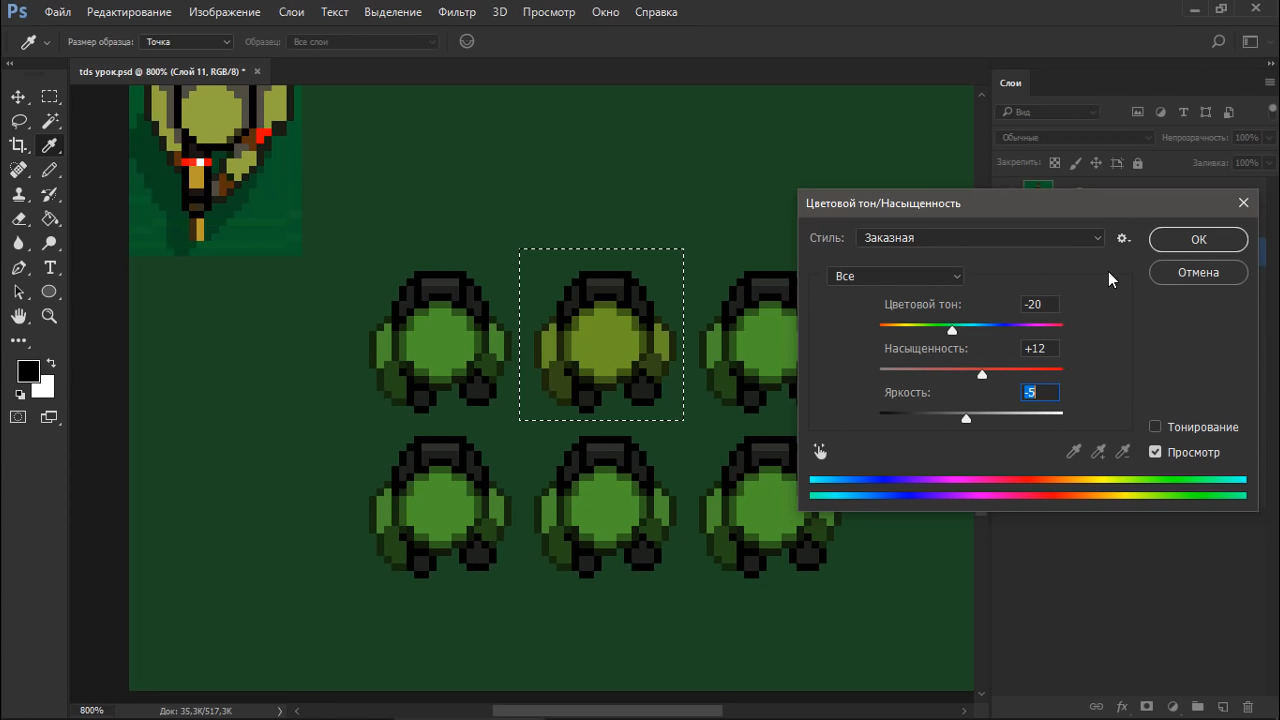 Ps Файл Редактирование Изображение Слои Текст Выделение Фильтр 3D Просмотр Окно Справка
Размер образца: Точка Образец: Все слои
tds урок.psd @ 800% (Слой 11, RGB/8) *
Слои
Вид
Обычные Непрозрачность: 100%
Закрепить: Заливка: 100%
Цветовой тон/Насыщенность
Стиль: Заказная
OK
Все
Отмена
Цветовой тон: -20
Насыщенность: +12
Яркость: -5
Тонирование
Просмотр
800% Док: 35,3K/517,3K
fx